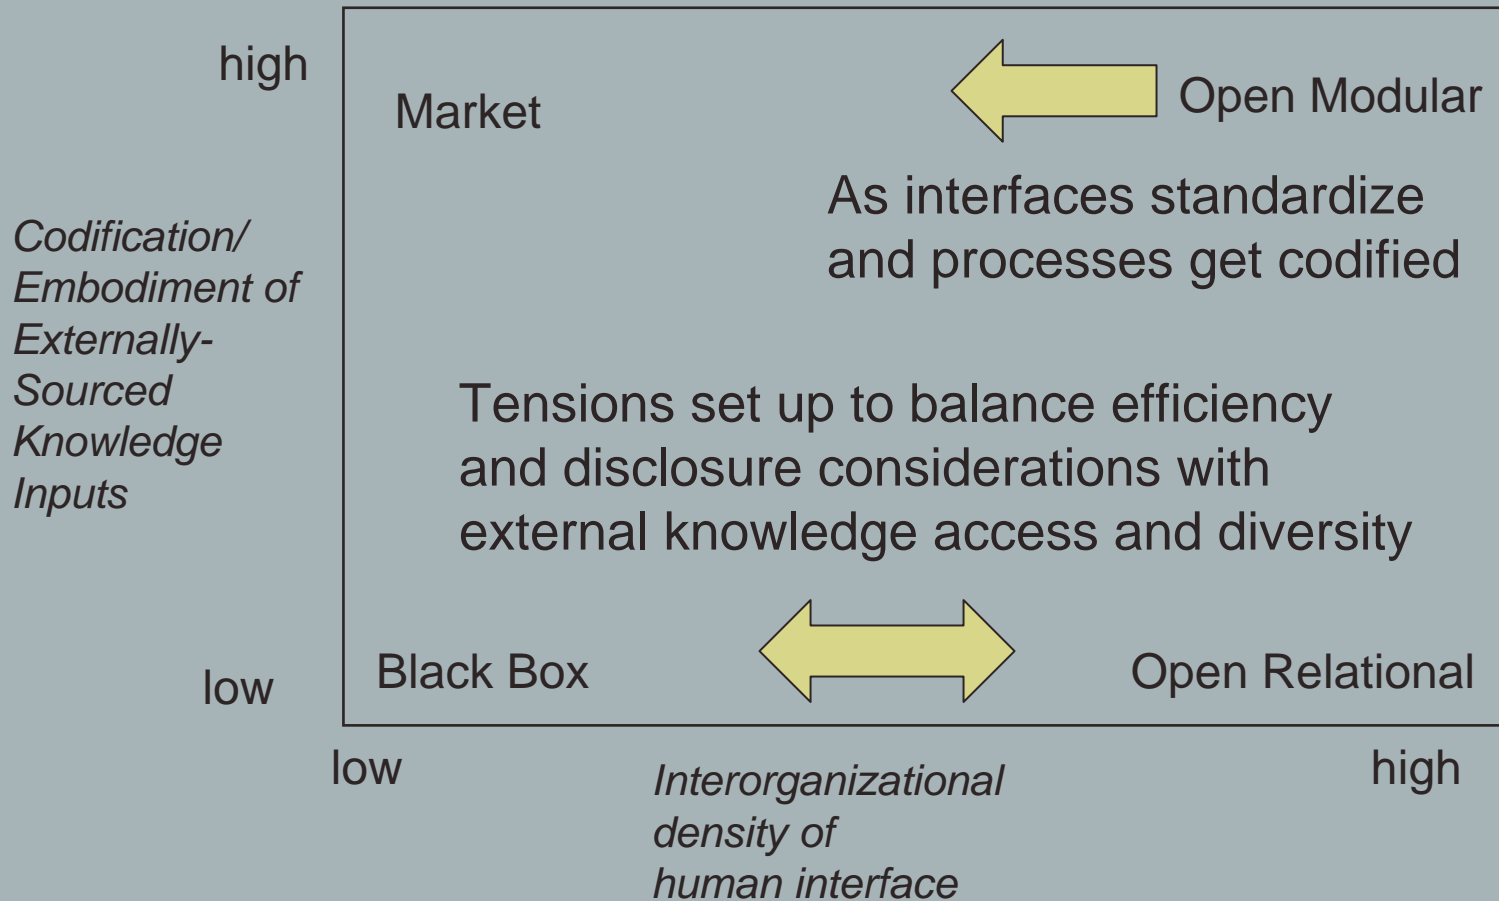 high
Market
Open Modular
As interfaces standardize
and processes get codified
Codification/
Embodiment of
Externally-
Sourced
Knowledge
Inputs
Tensions set up to balance efficiency
and disclosure considerations with
external knowledge access and diversity
low
Black Box
Open Relational
low
Interorganizational
density of
human interface
high